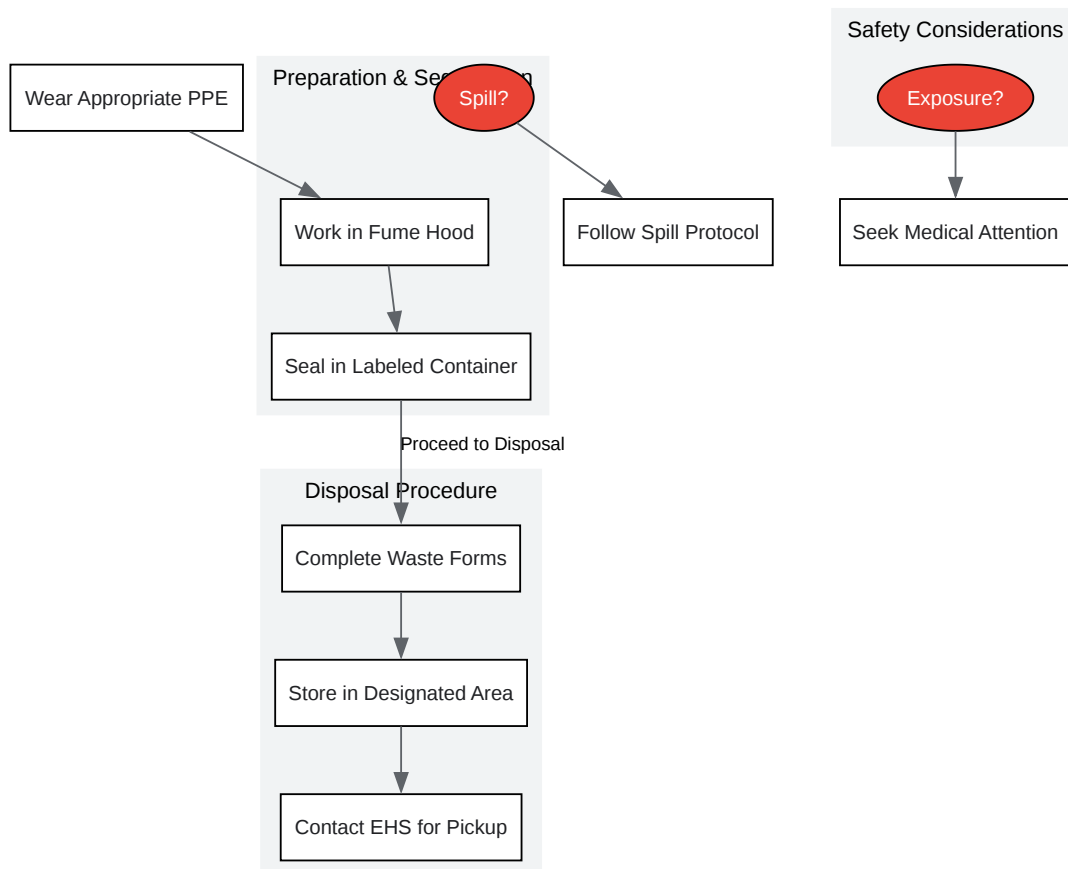 Safety Considerations
Preparation & Se
n
Wear Appropriate PPE
Spill?
Exposure?
Work in Fume Hood
Follow Spill Protocol
Seek Medical Attention
Seal in Labeled Container
Proceed to Disposal
Disposal Procedure
Complete Waste Forms
Store in Designated Area
Contact EHS for Pickup